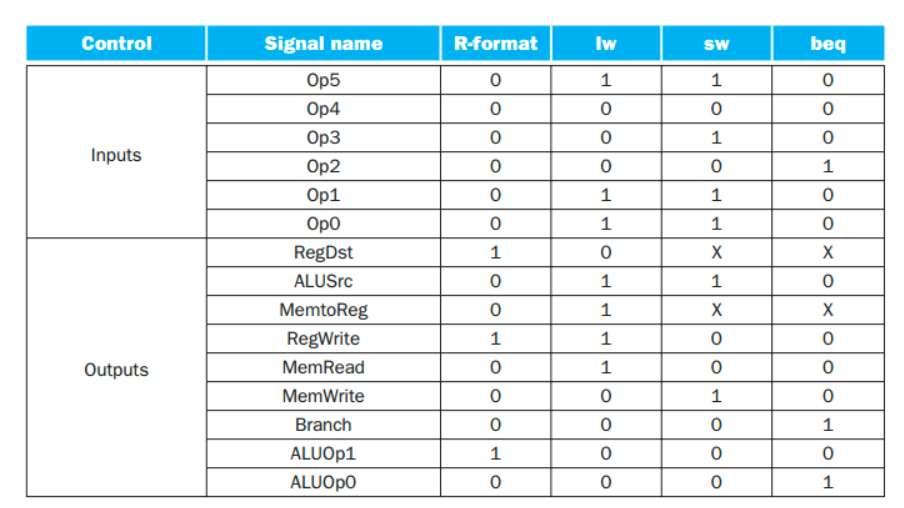 Control Signal name R-format lw sw beq
Op5 0 1 1 0
Op4 0 0 0 0
Op3 0 0 1 0
Inputs Op2 0 0 0 1
Op1 0 1 1 0
Op0 0 1 1 0
RegDst 1 0 X X
ALUSrc 0 1 1 0
MemtoReg 0 1 X X
RegWrite 1 1 0 0
Outputs MemRead 0 1 0 0
MemWrite 0 0 1 0
Branch 0 0 0 1
ALUOp1 1 0 0 0
ALUOp0 0 0 0 1